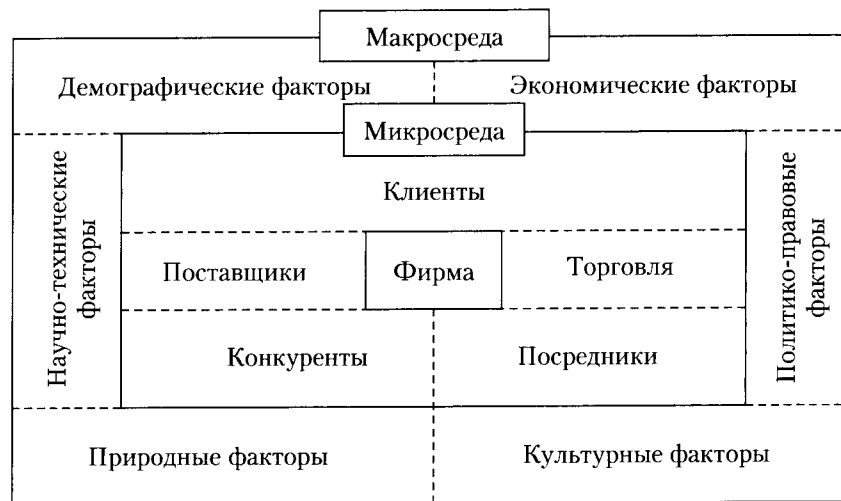 Макросреда
Демографические факторы
Экономические факторы
Микросреда
Научно-технические
факторы
Клиенты
Политико-правовые
факторы
Поставщики
Фирма
Торговля
Конкуренты
Посредники
Природные факторы
Культурные факторы